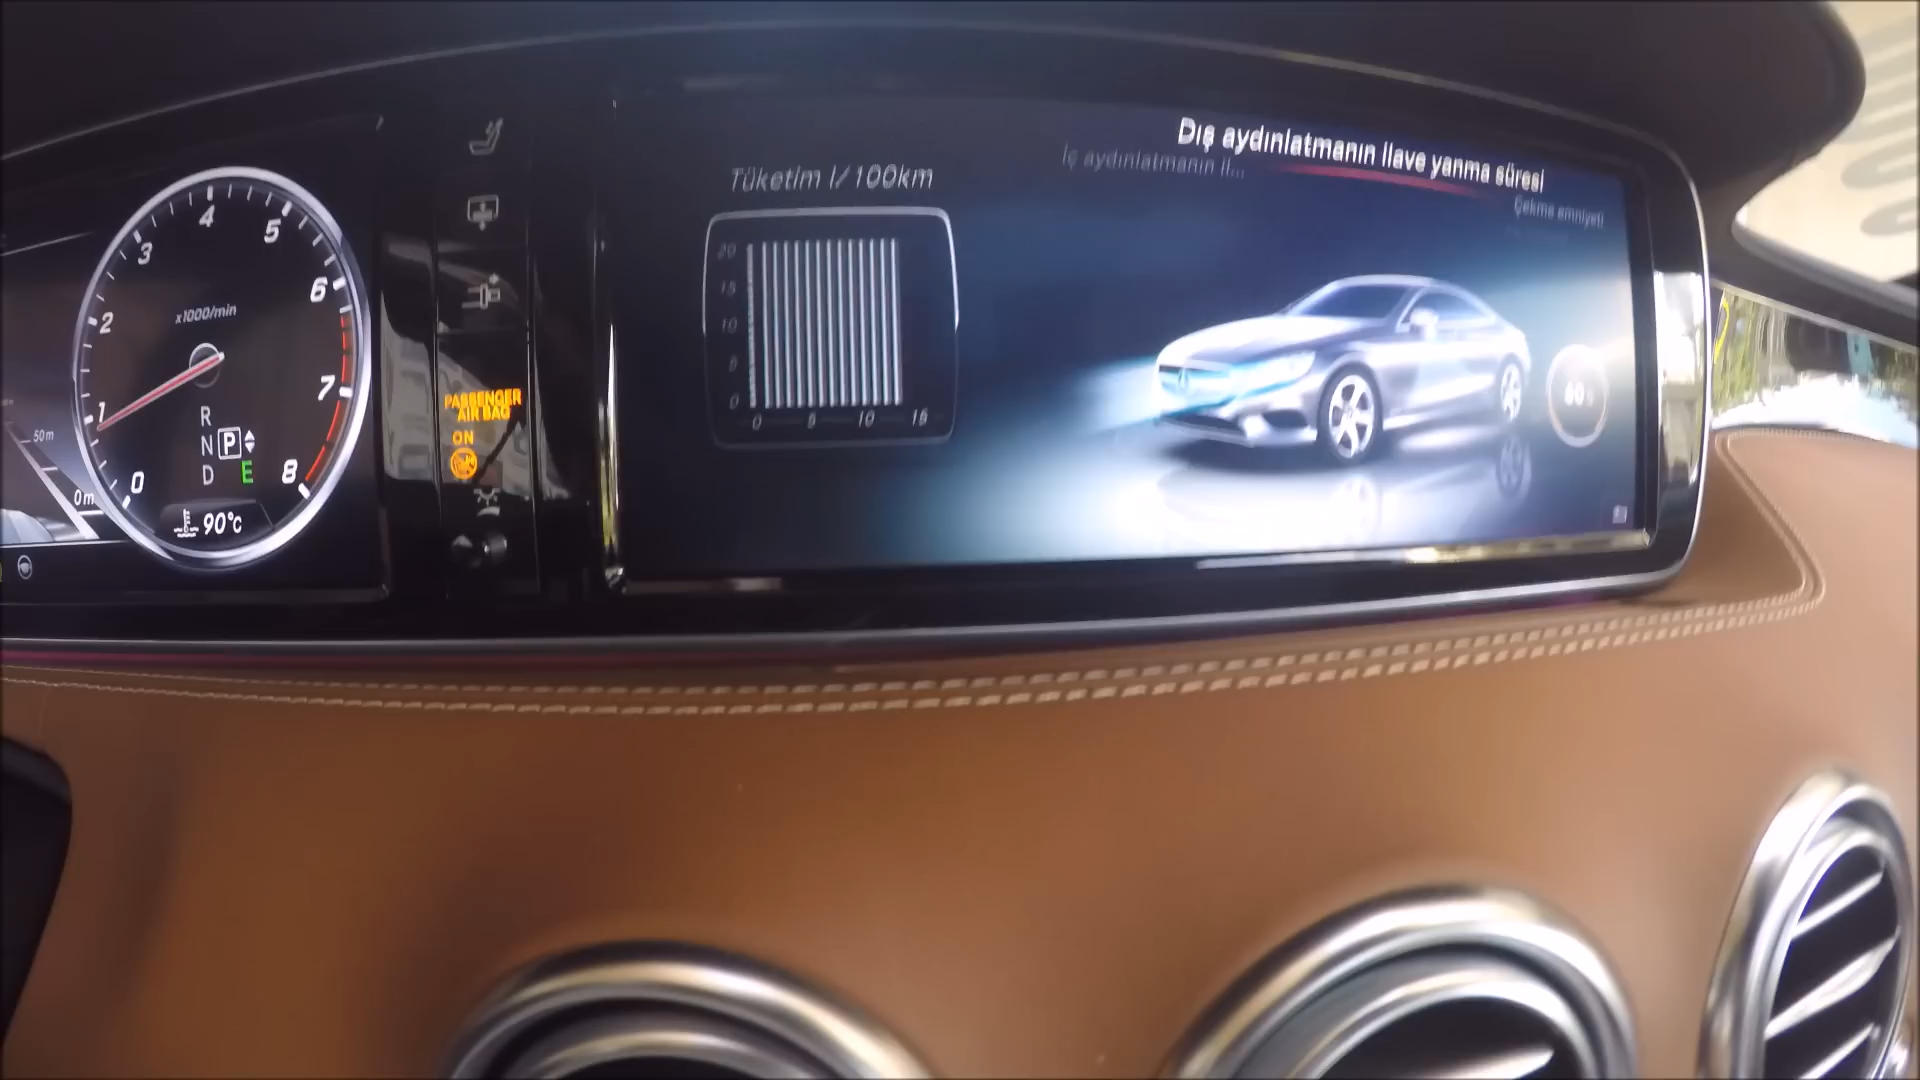 4
5
3
6
2
x1000/min
7
1
R
N P
D E
8
0
90°C
50m
0m
PASSENGER
AIR BAG
ON
Tüketim l/100km
20
15
10
5
0
0 5 10 15
Dış aydınlatmanın ilave yanma süresi
İç aydınlatmanın il...
Çekme emniyeti
60 s